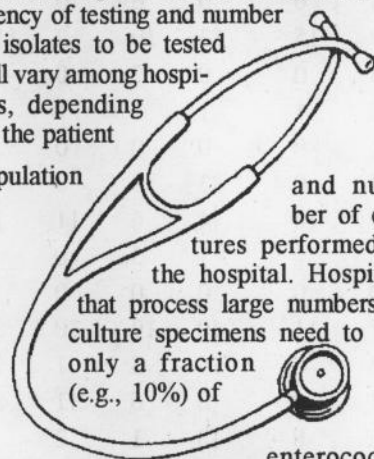 ency of testing and number
isolates to be tested
ll vary among hospi-
s, depending
the patient
pulation
and nu
ber of c
tures performed
the hospital. Hospi
that process large numbers
culture specimens need to
only a fraction
(e.g., 10%) of
enterococ